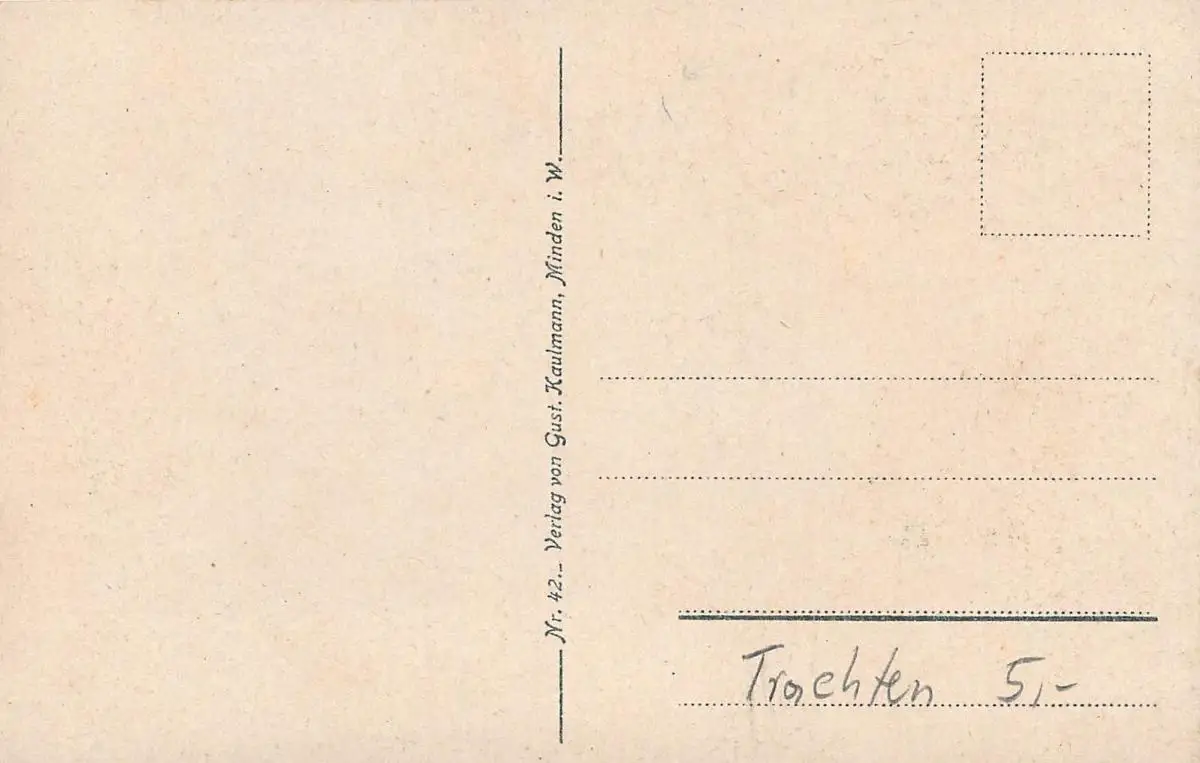 Nr. 42.- Verlag von Gust. Kaulmann, Minden i. W.
Trachten 5,-